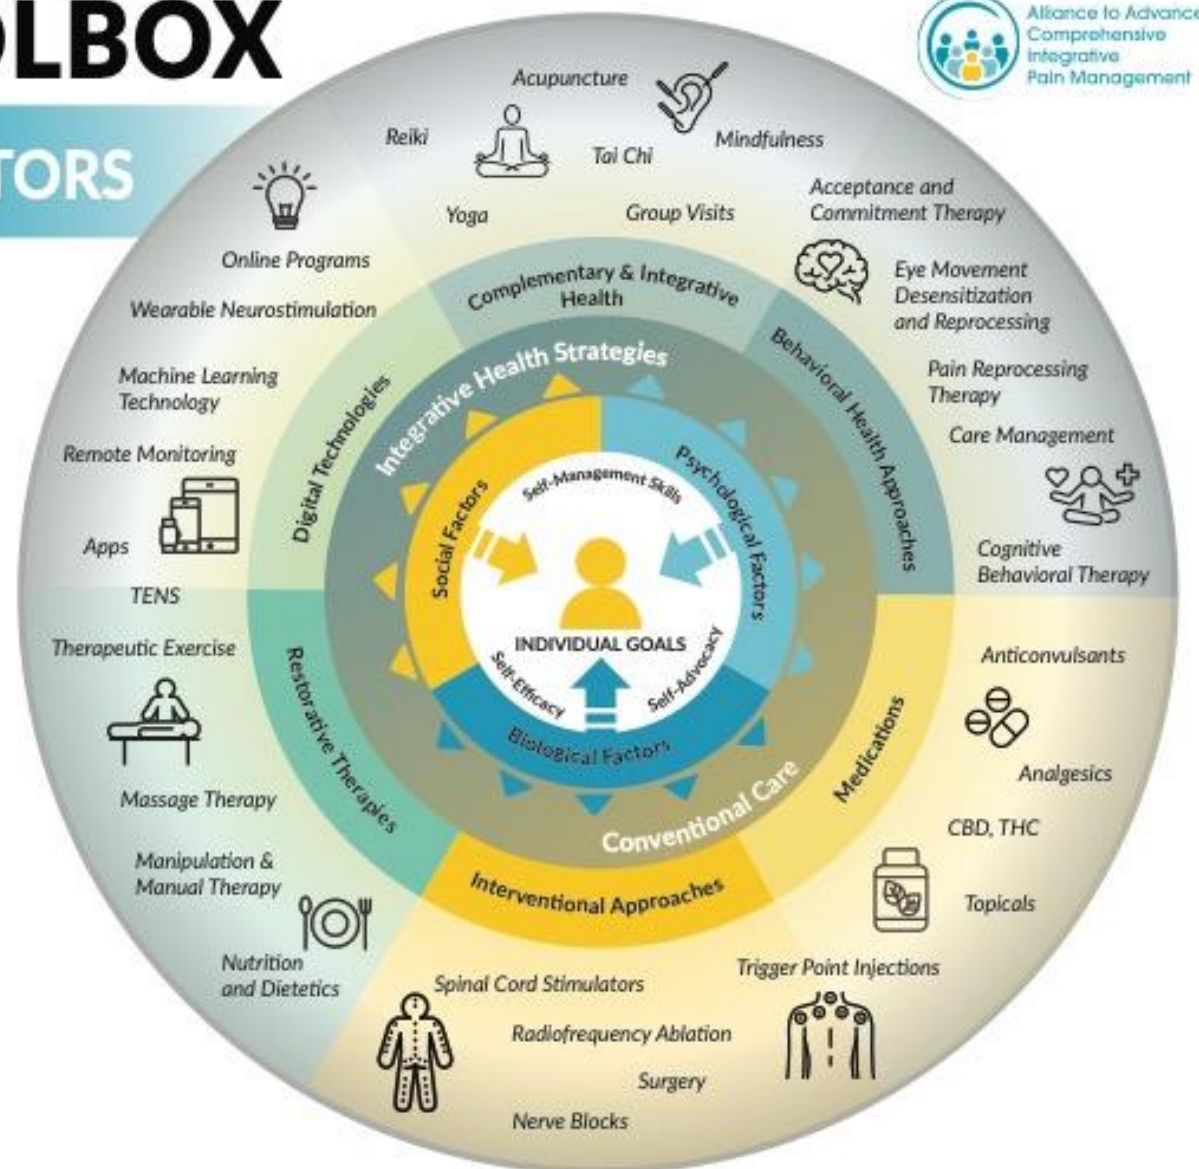 OLBOX
TORS
Alliance to Advance
Comprehensive
Integrative
Pain Management
Acupuncture
Reiki
Tai Chi
Mindfulness
Yoga
Group Visits
Acceptance and
Commitment Therapy
Eye Movement
Desensitization
and Reprocessing
Pain Reprocessing
Therapy
Care Management
Cognitive
Behavioral Therapy
Anticonvulsants
Analgesics
CBD, THC
Topicals
Trigger Point Injections
Spinal Cord Stimulators
Radiofrequency Ablation
Surgery
Nerve Blocks
Online Programs
Wearable Neurostimulation
Machine Learning
Technology
Remote Monitoring
Apps
TENS
Therapeutic Exercise
Massage Therapy
Manipulation &
Manual Therapy
Nutrition
and Dietetics
Complementary & Integrative
Health
Behavioral Health Approaches
Medications
Interventional Approaches
Restorative Therapies
Digital Technologies
Integrative Health Strategies
Conventional Care
Social Factors
Psychological Factors
Biological Factors
Self-Management Skills
INDIVIDUAL GOALS
Self-Efficacy
Self-Advocacy